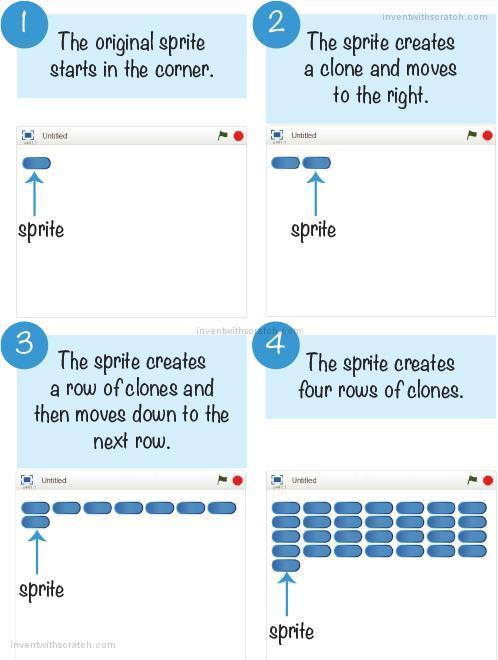 1
The original sprite
starts in the corner.
Untitled
sprite
inventwithscratch.com
2
The sprite creates
a clone and moves
to the right.
Untitled
sprite
inventwithscratch.com
3
The sprite creates
a row of clones and
then moves down to the
next row.
Untitled
sprite
inventwithscratch.com
4
The sprite creates
four rows of clones.
Untitled
sprite